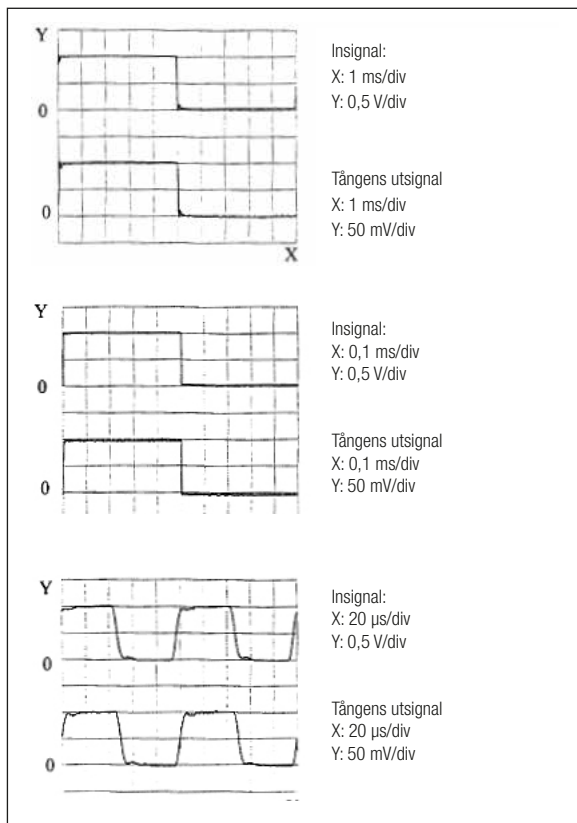 Y
0
Insignal:
X: 1 ms/div
Y: 0,5 V/div
0
X
Tångens utsignal
X: 1 ms/div
Y: 50 mV/div
Y
0
Insignal:
X: 0,1 ms/div
Y: 0,5 V/div
0
Tångens utsignal
X: 0,1 ms/div
Y: 50 mV/div
Y
0
Insignal:
X: 20 µs/div
Y: 0,5 V/div
0
Tångens utsignal
X: 20 µs/div
Y: 50 mV/div